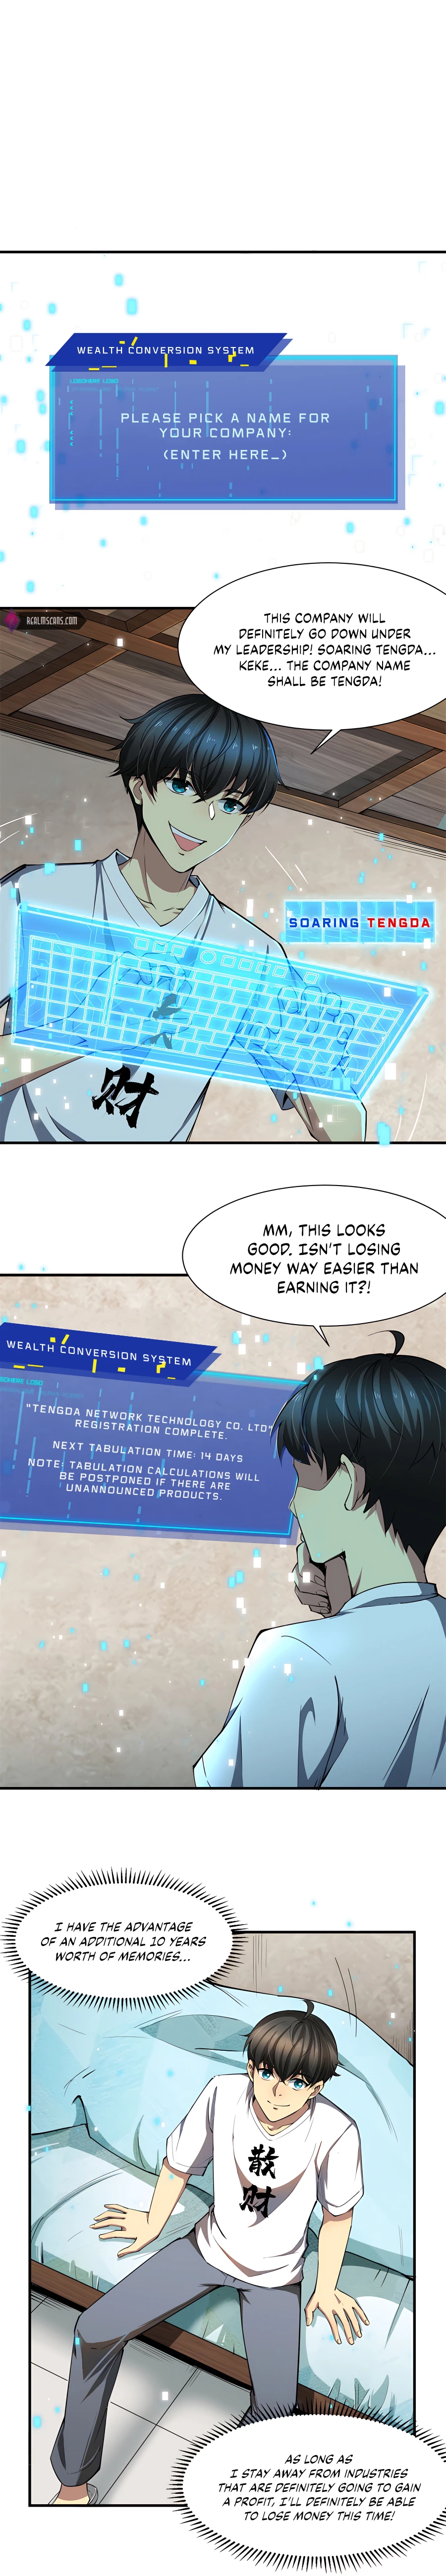 WEALTH CONVERSION SYSTEM
PLEASE PICK A NAME FOR
YOUR COMPANY:
(ENTER HERE_)
REALMSCANS.COM
THIS COMPANY WILL
DEFINITELY GO DOWN UNDER
MY LEADERSHIP! SOARING TENGDA...
KEKE... THE COMPANY NAME
SHALL BE TENGDA!
SOARING TENGDA
财
MM, THIS LOOKS
GOOD. ISN'T LOSING
MONEY WAY EASIER THAN
EARNING IT?!
WEALTH CONVERSION SYSTEM
"TENGDA NETWORK TECHNOLOGY CO. LTD"
REGISTRATION COMPLETE.
NEXT TABULATION TIME: 14 DAYS
NOTE: TABULATION CALCULATIONS WILL
BE POSTPONED IF THERE ARE
UNANNOUNCED PRODUCTS.
I HAVE THE ADVANTAGE
OF AN ADDITIONAL 10 YEARS
WORTH OF MEMORIES...
散
财
AS LONG AS
I STAY AWAY FROM INDUSTRIES
THAT ARE DEFINITELY GOING TO GAIN
A PROFIT, I'LL DEFINITELY BE ABLE
TO LOSE MONEY THIS TIME!